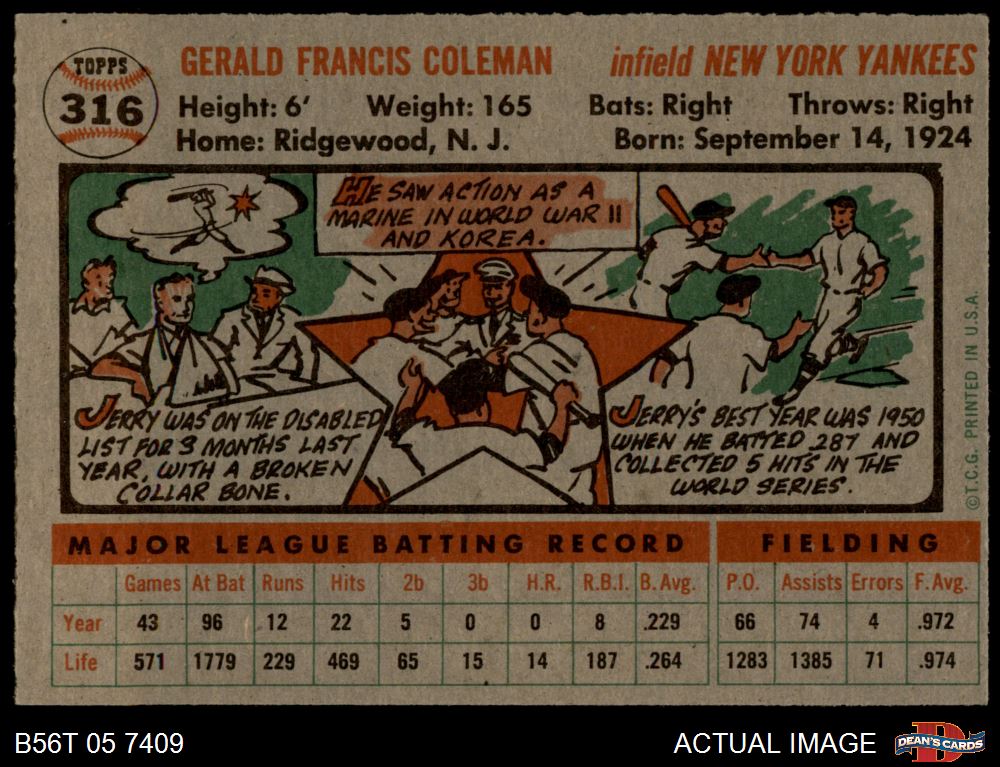 TOPPS
316
GERALD FRANCIS COLEMAN infield NEW YORK YANKEES
Height: 6' Weight: 165 Bats: Right Throws: Right
Home: Ridgewood, N. J. Born: September 14, 1924
HE SAW ACTION AS A
MARINE IN WORLD WAR II
AND KOREA.
JERRY WAS ON THE DISABLED
LIST FOR 3 MONTHS LAST
YEAR, WITH A BROKEN
COLLAR BONE.
JERRY'S BEST YEAR WAS 1950
WHEN HE BATTED .287 AND
COLLECTED 5 HITS IN THE
WORLD SERIES.
©T.C.G. PRINTED IN U.S.A.
MAJOR LEAGUE BATTING RECORD FIELDING
Games At Bat Runs Hits 2b 3b H.R. R.B.I. B. Avg. P.O. Assists Errors F. Avg.
Year 43 96 12 22 5 0 0 8 .229 66 74 4 .972
Life 571 1779 229 469 65 15 14 187 .264 1283 1385 71 .974
B56T 05 7409 ACTUAL IMAGE DEAN'S CARDS